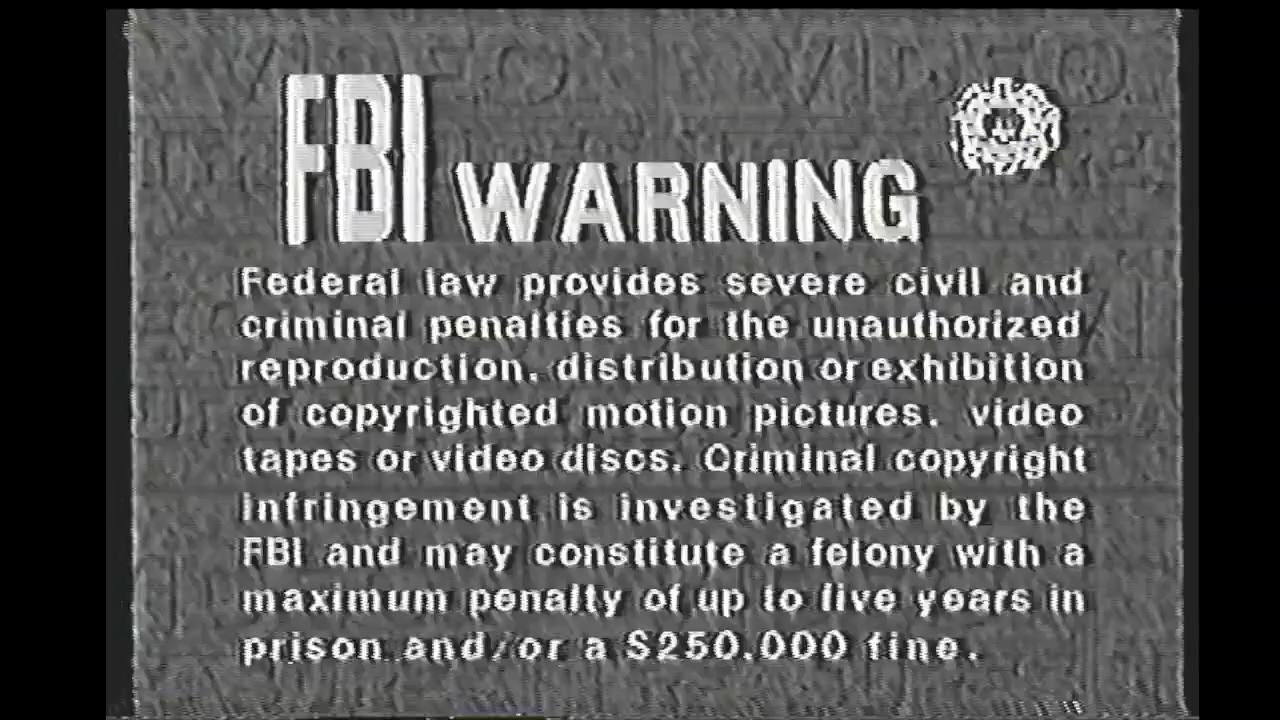 FBI WARNING
Federal law provides severe civil and
criminal penalties for the unauthorized
reproduction, distribution or exhibition
of copyrighted motion pictures, video
tapes or video discs. Criminal copyright
infringement is investigated by the
FBI and may constitute a felony with a
maximum penalty of up to five years in
prison and/or a $250,000 fine.